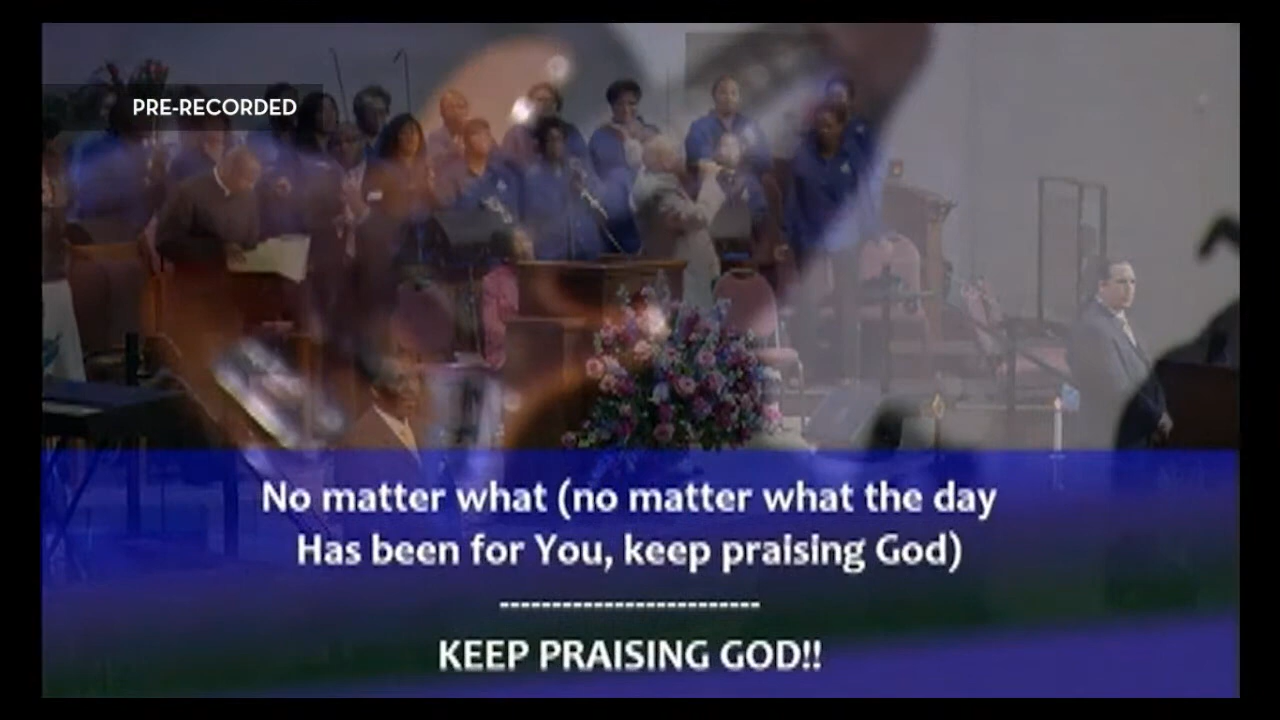 PRE-RECORDED
No matter what (no matter what the day
Has been for You, keep praising God)
-------------------------
KEEP PRAISING GOD!!